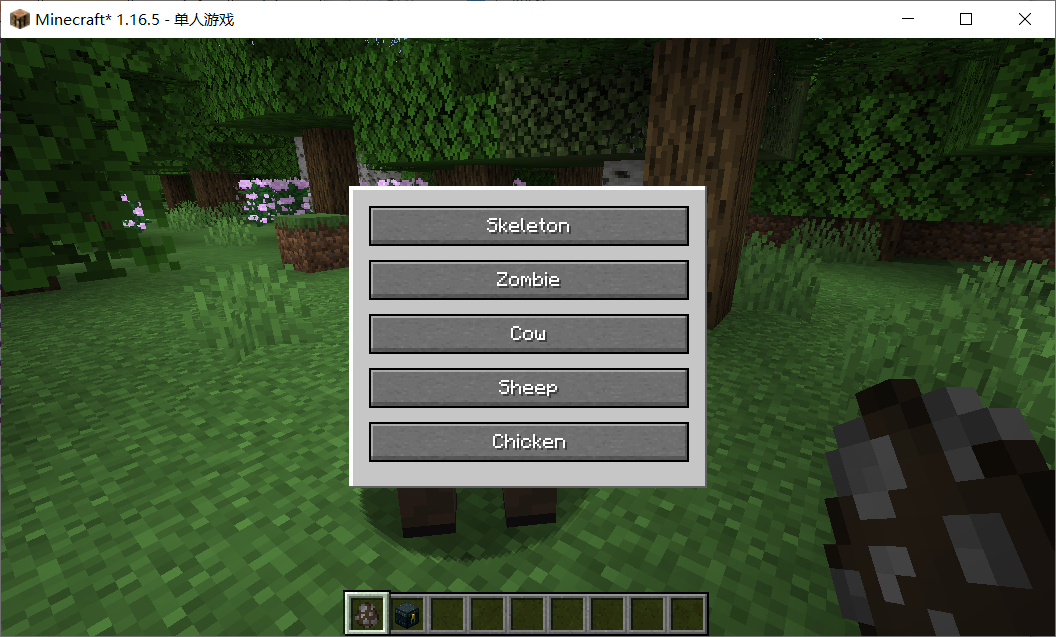 Minecraft* 1.16.5 - 单人游戏
Skeleton
Zombie
Cow
Sheep
Chicken